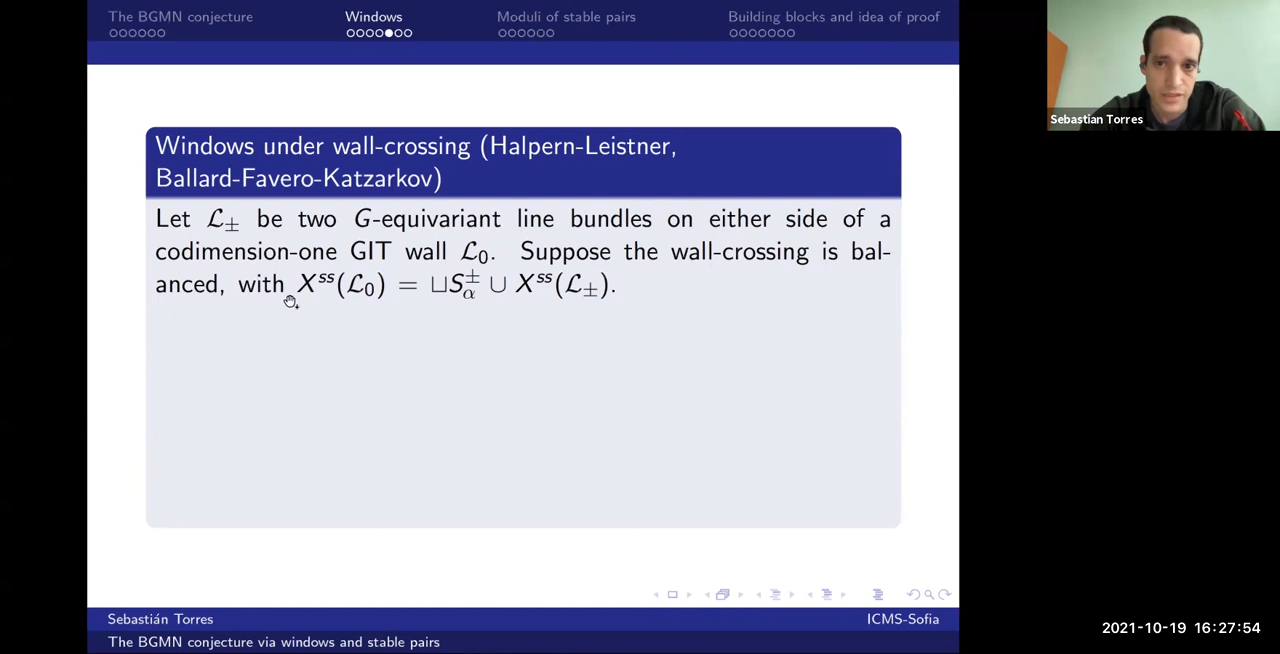 The BGMN conjecture
Windows
Moduli of stable pairs
Building blocks and idea of proof
Sebastian Torres
Windows under wall-crossing (Halpern-Leistner,
Ballard-Favero-Katzarkov)
Let ℒ± be two G-equivariant line bundles on either side of a
codimension-one GIT wall ℒ₀. Suppose the wall-crossing is bal-
anced, with Xˢˢ(ℒ₀) = ⊔S_α^± ∪ Xˢˢ(ℒ±).
Sebastián Torres
ICMS-Sofia
The BGMN conjecture via windows and stable pairs
2021-10-19 16:27:54